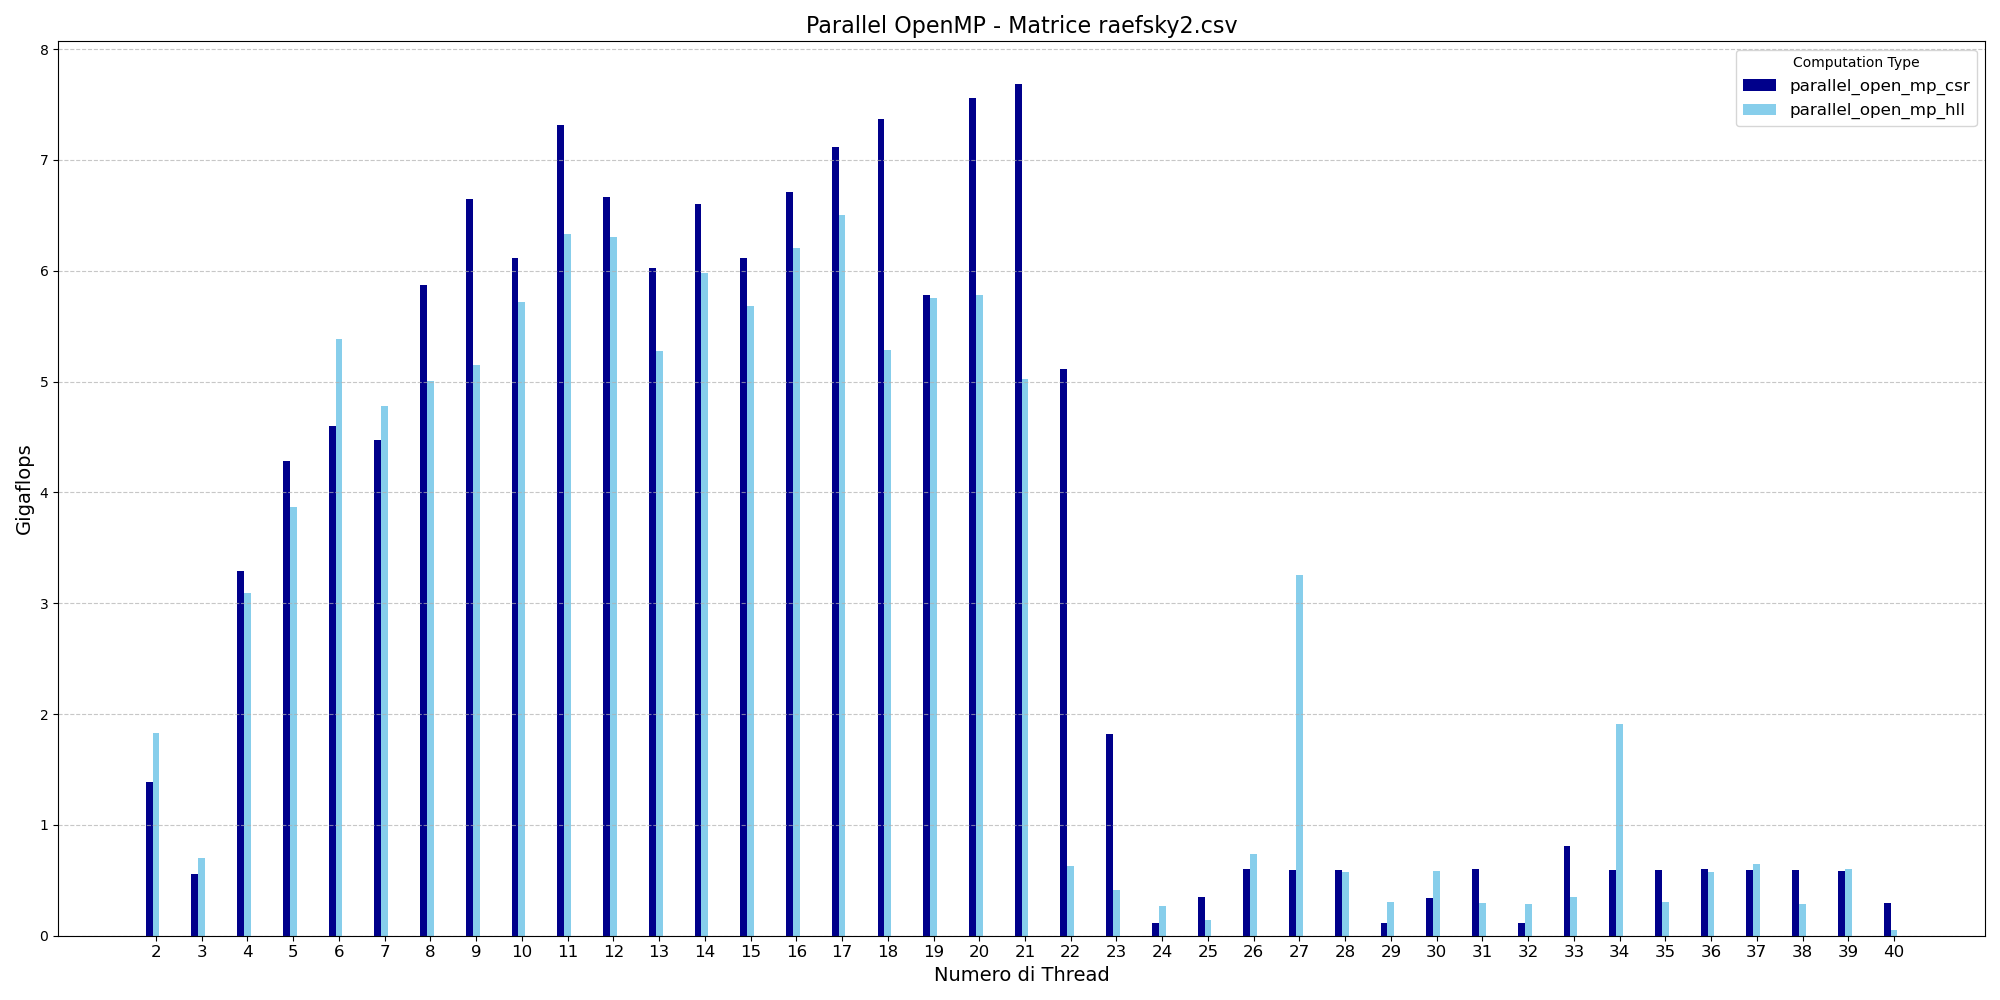 Parallel OpenMP - Matrice raefsky2.csv
Computation Type
parallel_open_mp_csr
parallel_open_mp_hll
Gigaflops
8
7
6
5
4
3
2
1
0
2 3 4 5 6 7 8 9 10 11 12 13 14 15 16 17 18 19 20 21 22 23 24 25 26 27 28 29 30 31 32 33 34 35 36 37 38 39 40
Numero di Thread